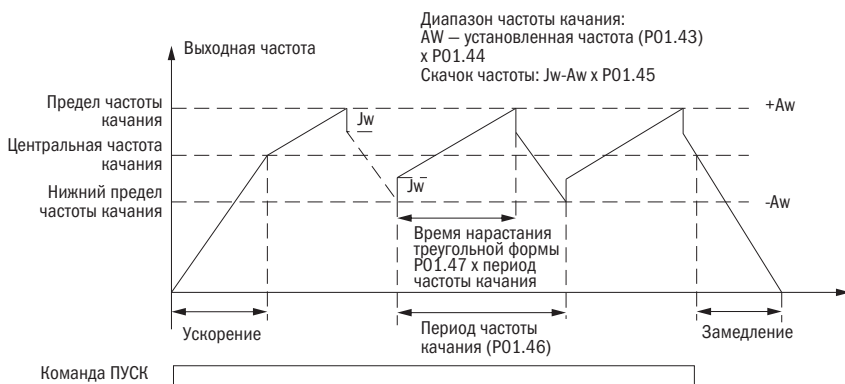 Диапазон частоты качания:
AW — установленная частота (P01.43)
x P01.44
Скачок частоты: Jw-Aw x P01.45
Выходная частота
Предел частоты
качания
Jw
+Aw
Центральная частота
качания
Jw
Нижний предел
частоты качания
-Aw
Время нарастания
треугольной формы
P01.47 x период
частоты качания
Ускорение
Период частоты
качания (P01.46)
Замедление
Команда ПУСК